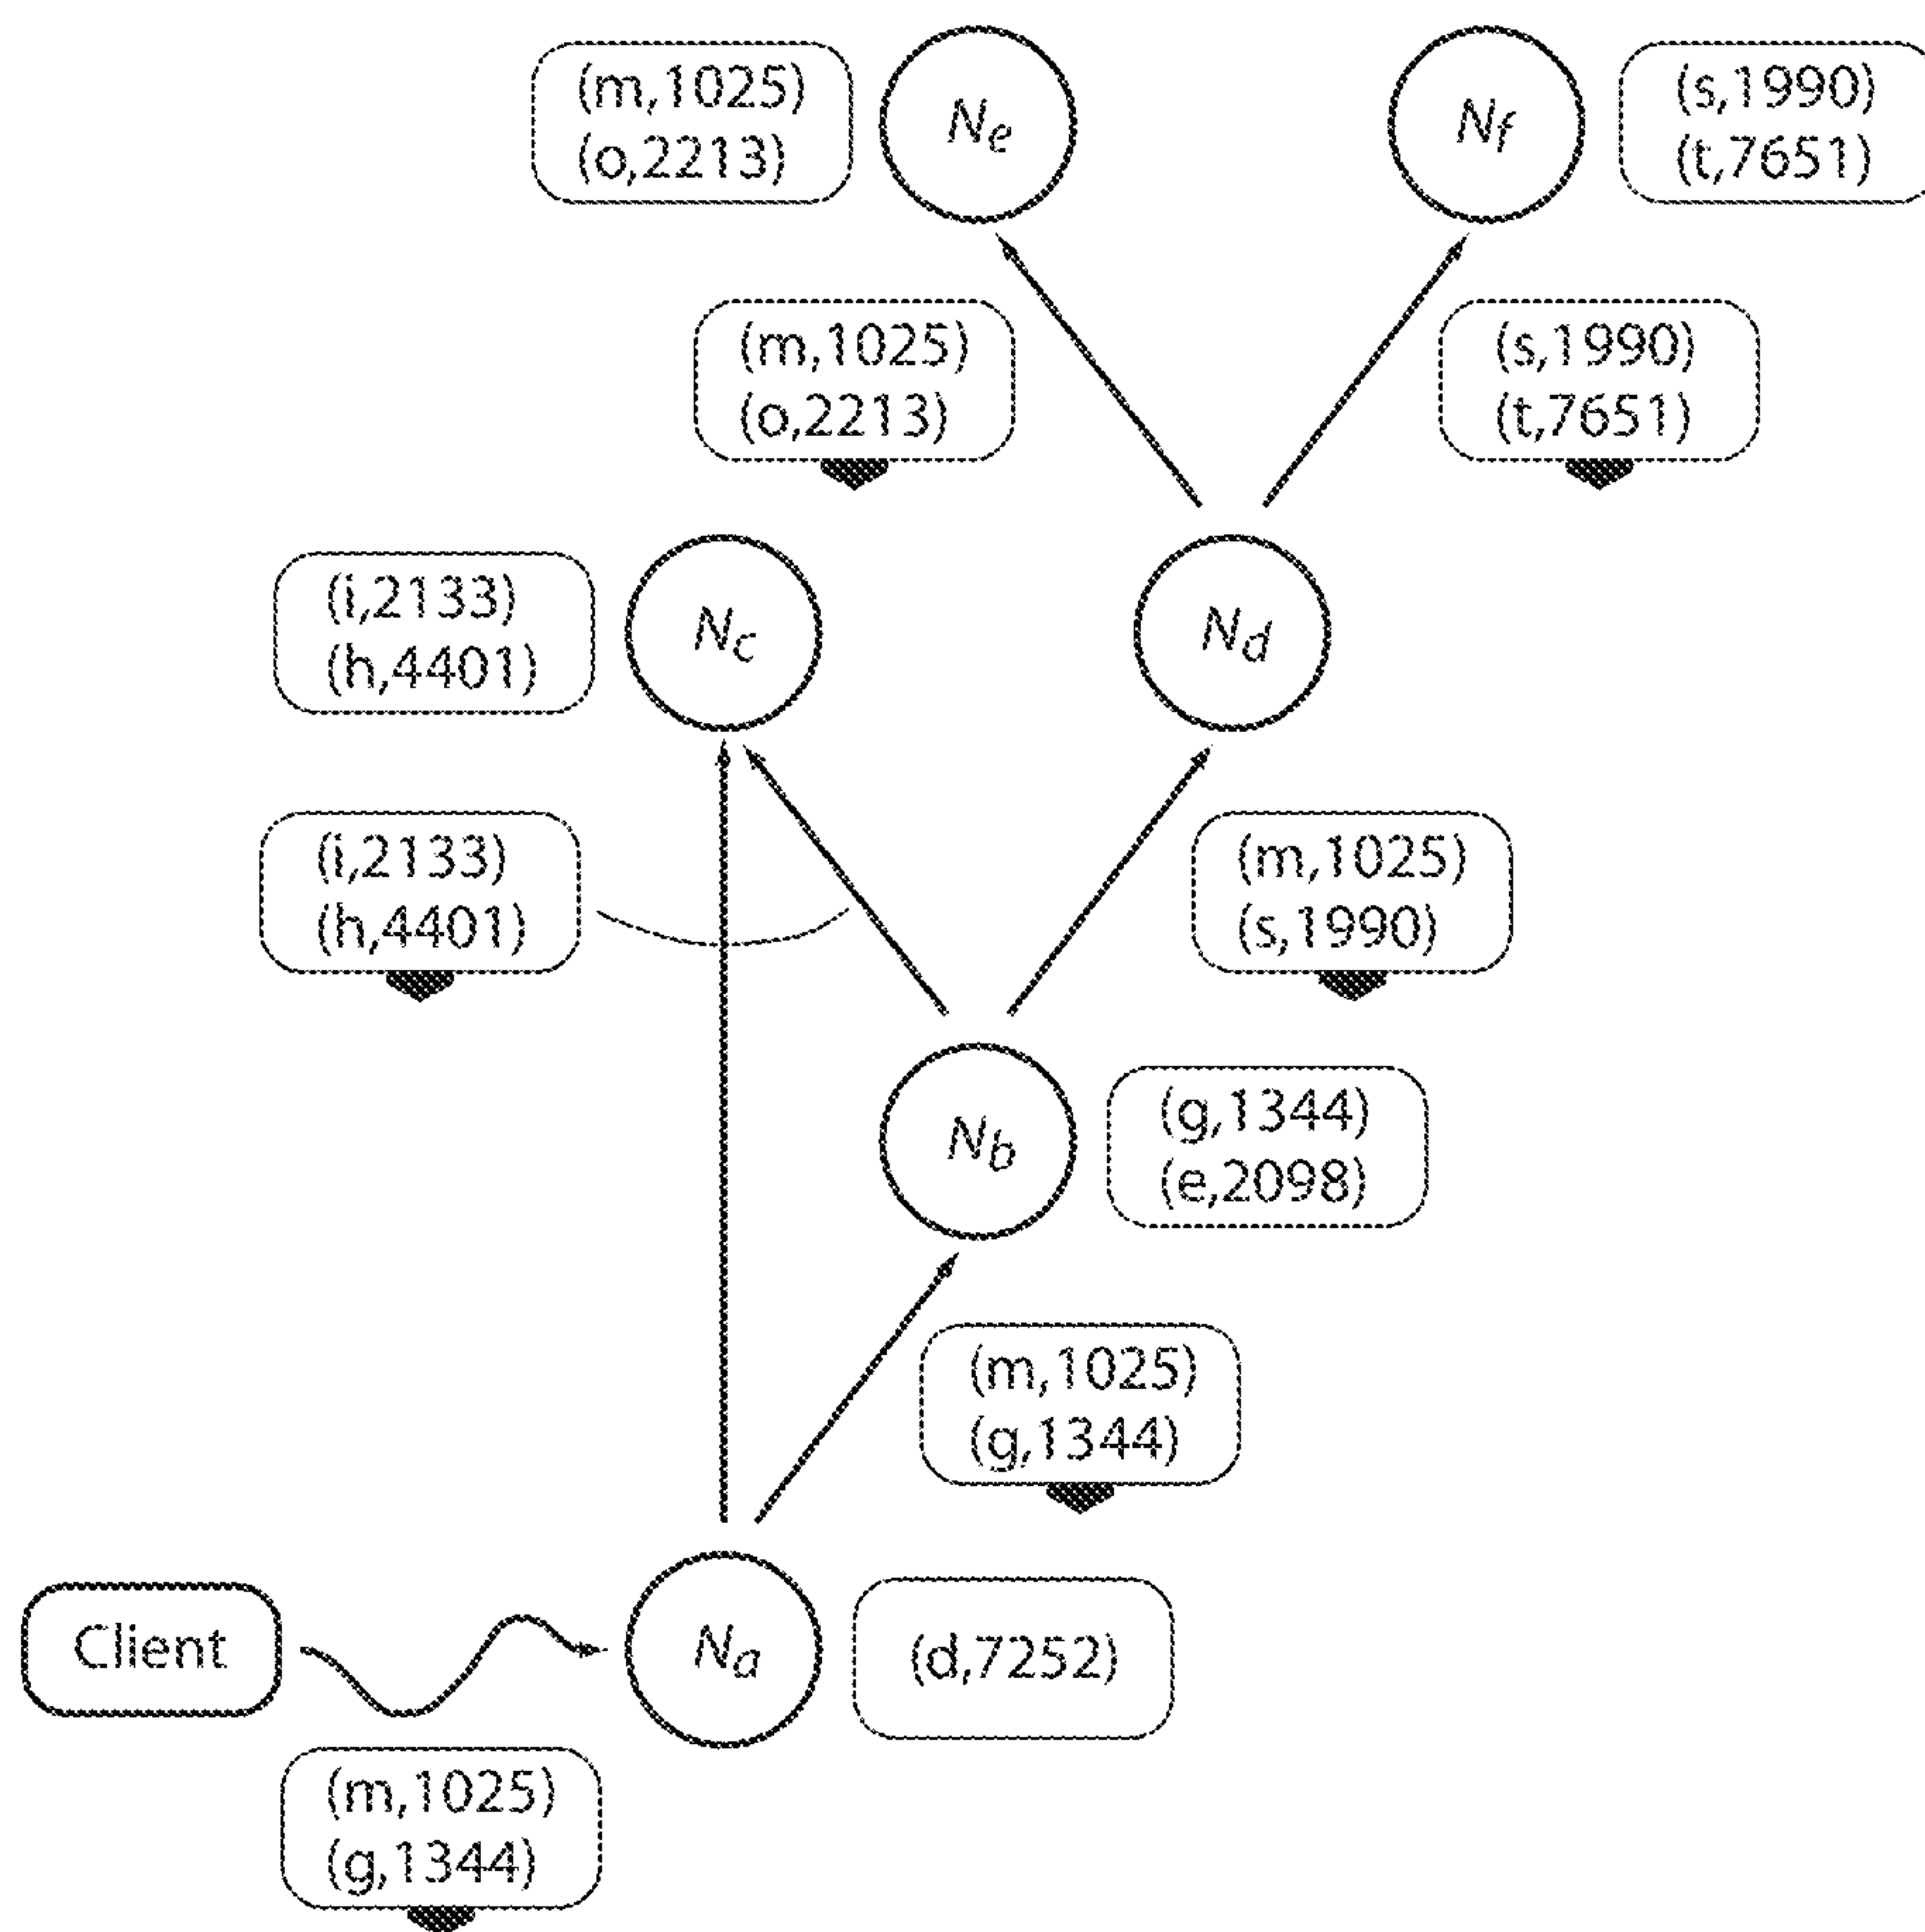 (m,1025)
(o,2213)
Ne
Nf
(s,1990)
(t,7651)
(m,1025)
(o,2213)
(s,1990)
(t,7651)
(i,2133)
(h,4401)
Nc
Nd
(i,2133)
(h,4401)
(m,1025)
(s,1990)
Nb
(g,1344)
(e,2098)
(m,1025)
(g,1344)
Client
Na
(d,7252)
(m,1025)
(g,1344)